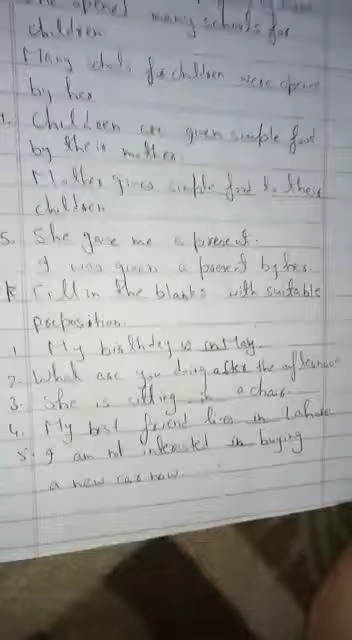 She opened many schools for
children
Many schools for children were opened
by her
4. Children are given simple food
by their mother.
Mother gives simple food to their
children
5. She gave me a present.
I was given a present by her.
Fill in the blanks with suitable
preposition.
1. My birthday is in May.
2. What are you doing after the afternoon
3. She is sitting in a chair
4. My best friend lives in Lahore
5. I am not interested in buying
a new car now.